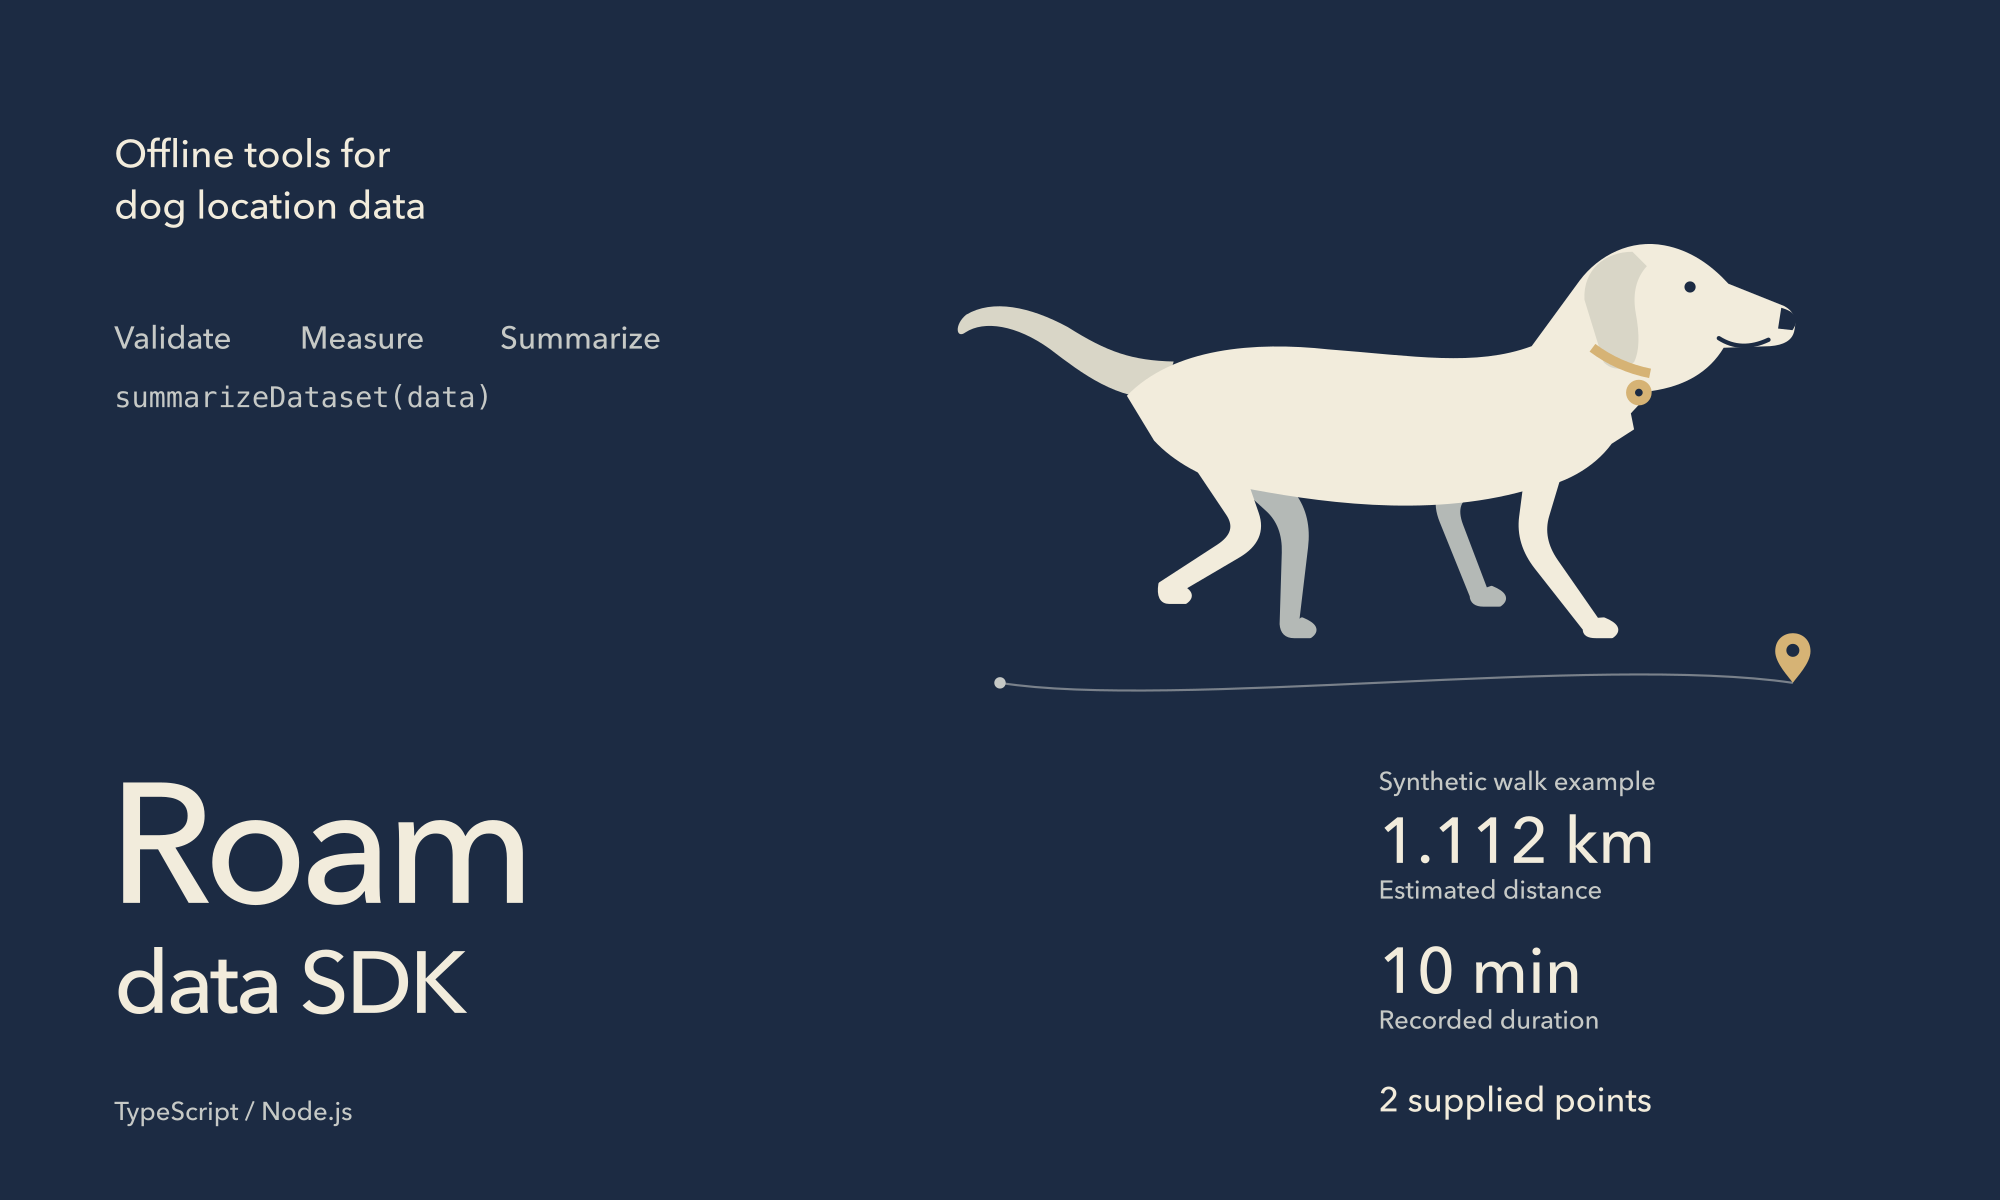 Offline tools for
dog location data
Validate Measure Summarize
summarizeDataset(data)
Roam
data SDK
TypeScript / Node.js
Synthetic walk example
1.112 km
Estimated distance
10 min
Recorded duration
2 supplied points